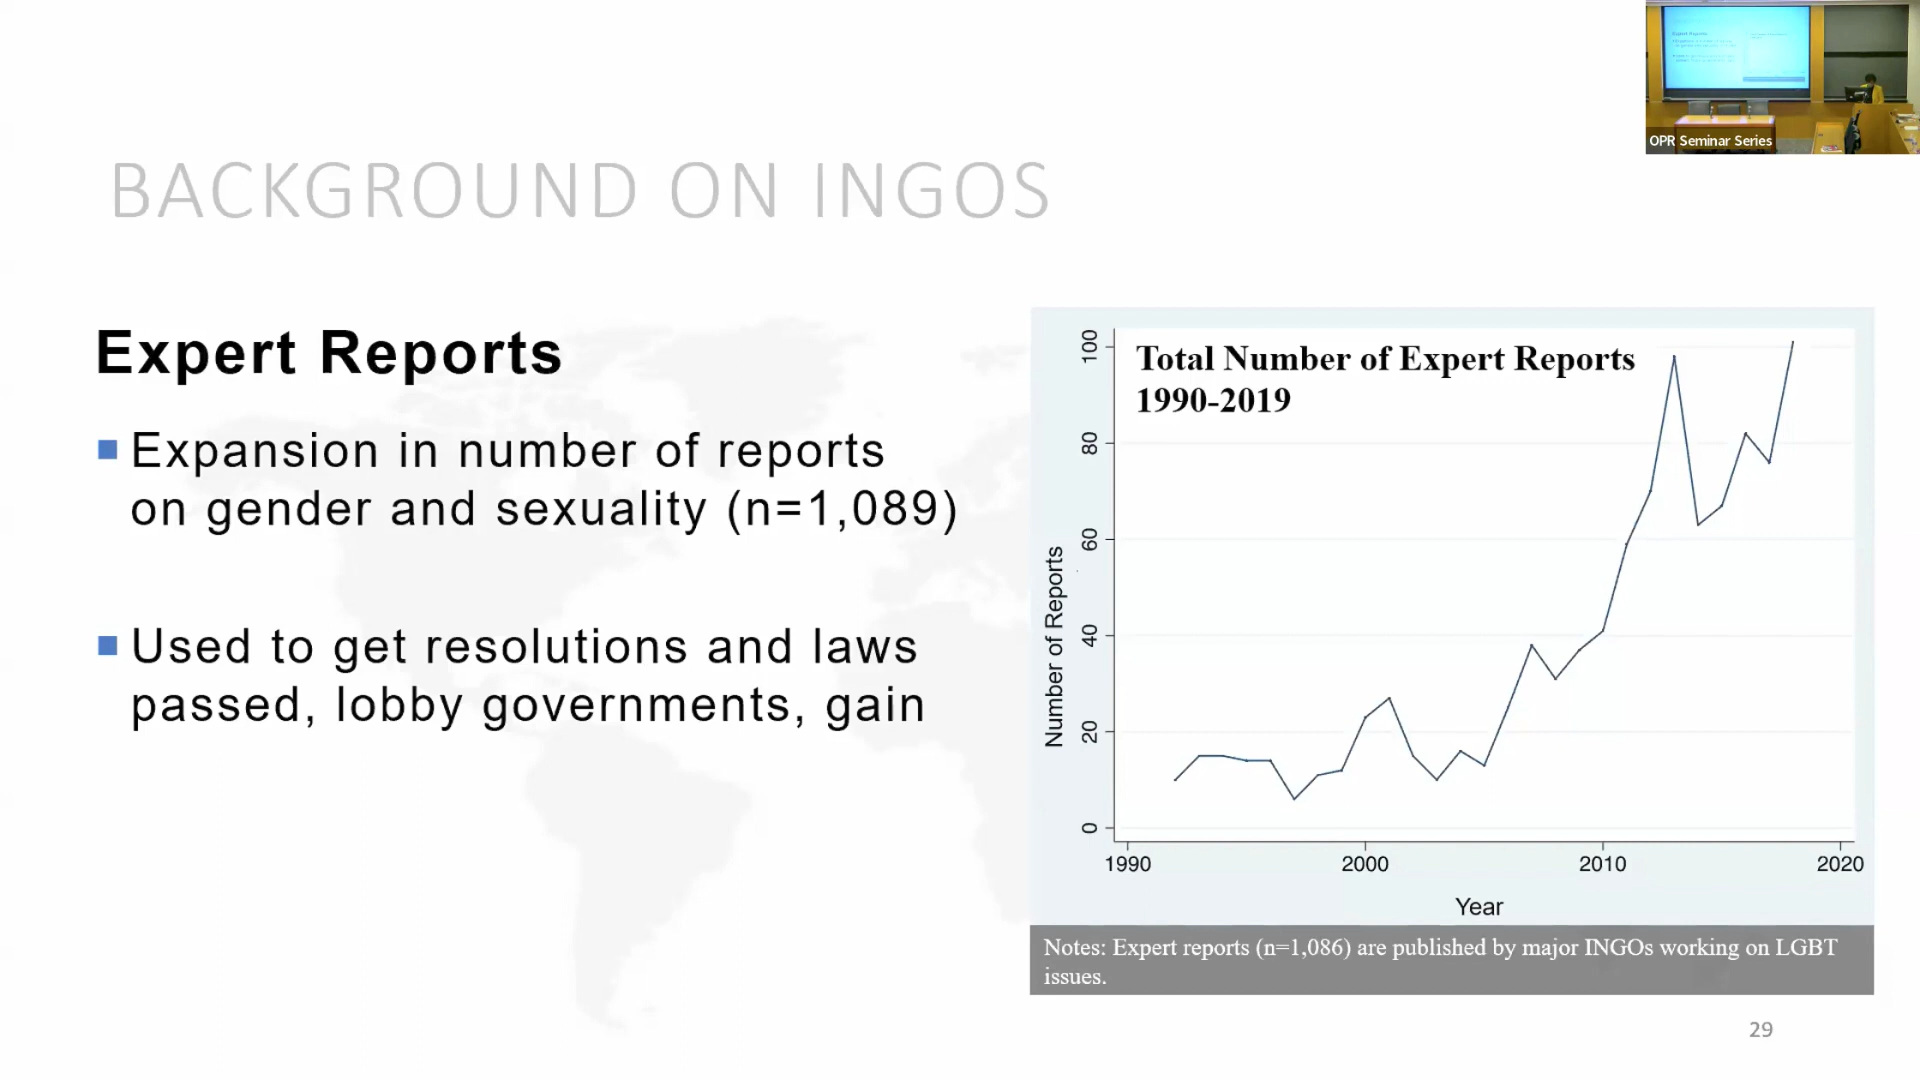 OPR Seminar Series
BACKGROUND ON INGOS
Expert Reports
Expansion in number of reports
on gender and sexuality (n=1,089)
Used to get resolutions and laws
passed, lobby governments, gain
Total Number of Expert Reports
1990-2019
Number of Reports
100
80
60
40
20
0
1990 2000 2010 2020
Year
Notes: Expert reports (n=1,086) are published by major INGOs working on LGBT
issues.
29